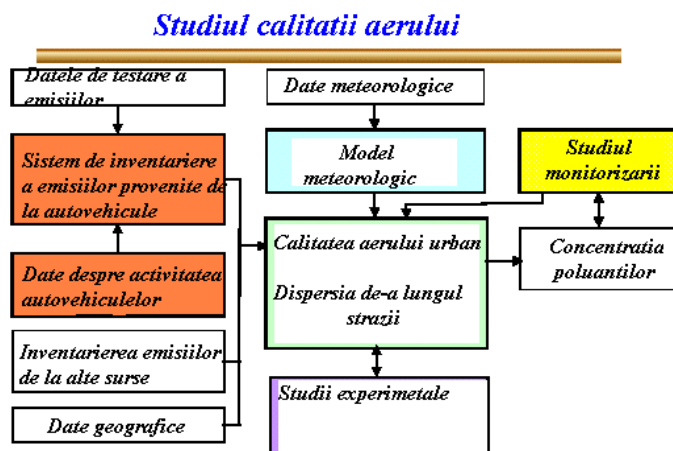 Studiul calitatii aerului
Datele de testare a
emisiilor
Date meteorologice
Sistem de inventariere
a emisiilor provenite de
la autovehicule
Model
meteorologic
Studiul
monitorizarii
Calitatea aerului urban
Dispersia de-a lungul
strazii
Concentratia
poluantilor
Date despre activitatea
autovehiculelor
Inventarierea emisiilor
de la alte surse
Studii experimetale
Date geografice